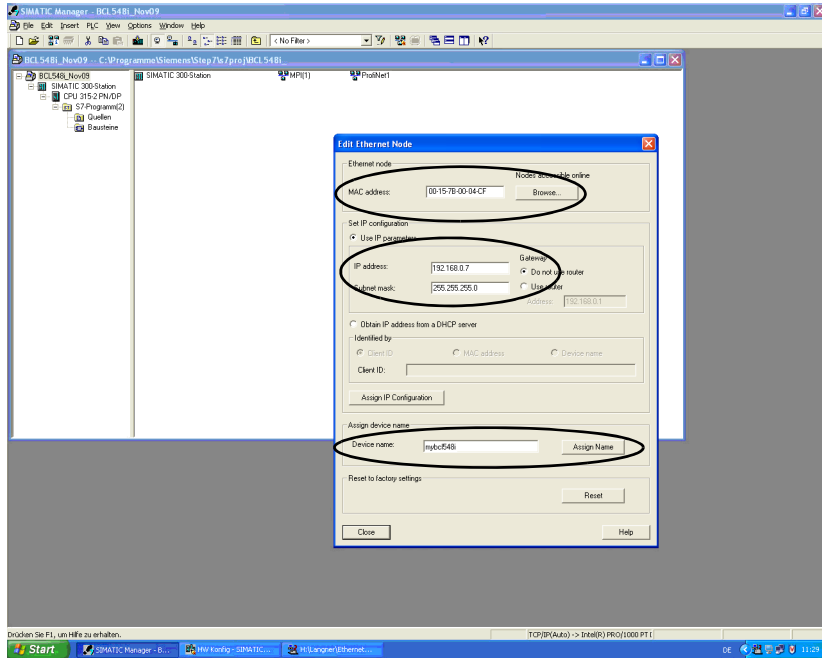 SIMATIC Manager - BCL548i_Nov09
File Edit Insert PLC View Options Window Help
< No Filter >
BCL548i_Nov09 -- C:\Programme\Siemens\Step7\s7proj\BCL548i_
BCL548i_Nov09
SIMATIC 300-Station
CPU 315-2 PN/DP
S7-Programm(2)
Quellen
Bausteine
SIMATIC 300-Station MPI(1) ProfiNet1
Edit Ethernet Node
Ethernet node
Nodes accessible online
MAC address: 00-15-7B-00-04-CF Browse...
Set IP configuration
Use IP parameters
Gateway
IP address: 192.168.0.7 Do not use router
Subnet mask: 255.255.255.0 Use router
Address: 192.168.0.1
Obtain IP address from a DHCP server
Identified by
Client ID MAC address Device name
Client ID:
Assign IP Configuration
Assign device name
Device name: mybcl548i Assign Name
Reset to factory settings
Reset
Close Help
Drücken Sie F1, um Hilfe zu erhalten. TCP/IP(Auto) -> Intel(R) PRO/1000 PT
Start SIMATIC Manager - B... HW Konfig - SIMATIC... H:\Langner\Ethernet... DE 11:29